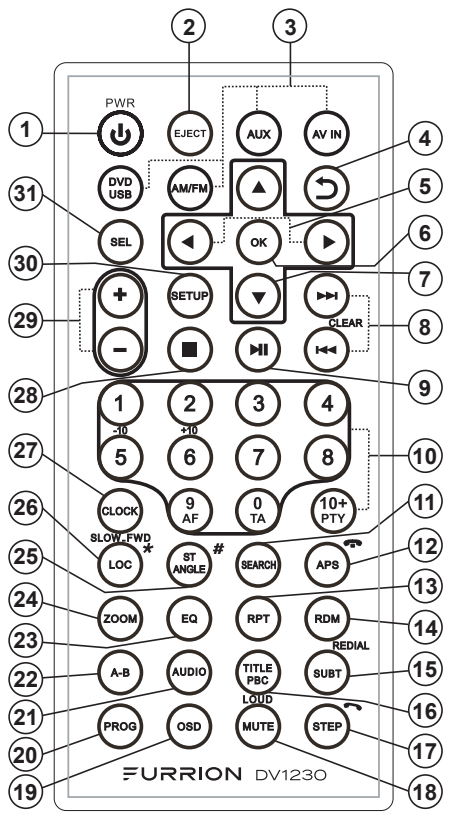 2
3
PWR
1
EJECT
AUX
AV IN
4
DVD
USB
AM/FM
5
31
SEL
OK
6
30
SETUP
7
29
CLEAR
8
28
9
1
2
3
4
-10
+10
5
6
7
8
10
27
CLOCK
9
AF
0
TA
10+
PTY
11
26
SLOW_FWD
LOC
*
ST
ANGLE
#
SEARCH
APS
12
25
13
24
ZOOM
EQ
RPT
RDM
14
23
REDIAL
22
A-B
AUDIO
TITLE
PBC
SUBT
15
21
16
LOUD
20
PROG
OSD
MUTE
STEP
17
19
FURRION DV1230
18